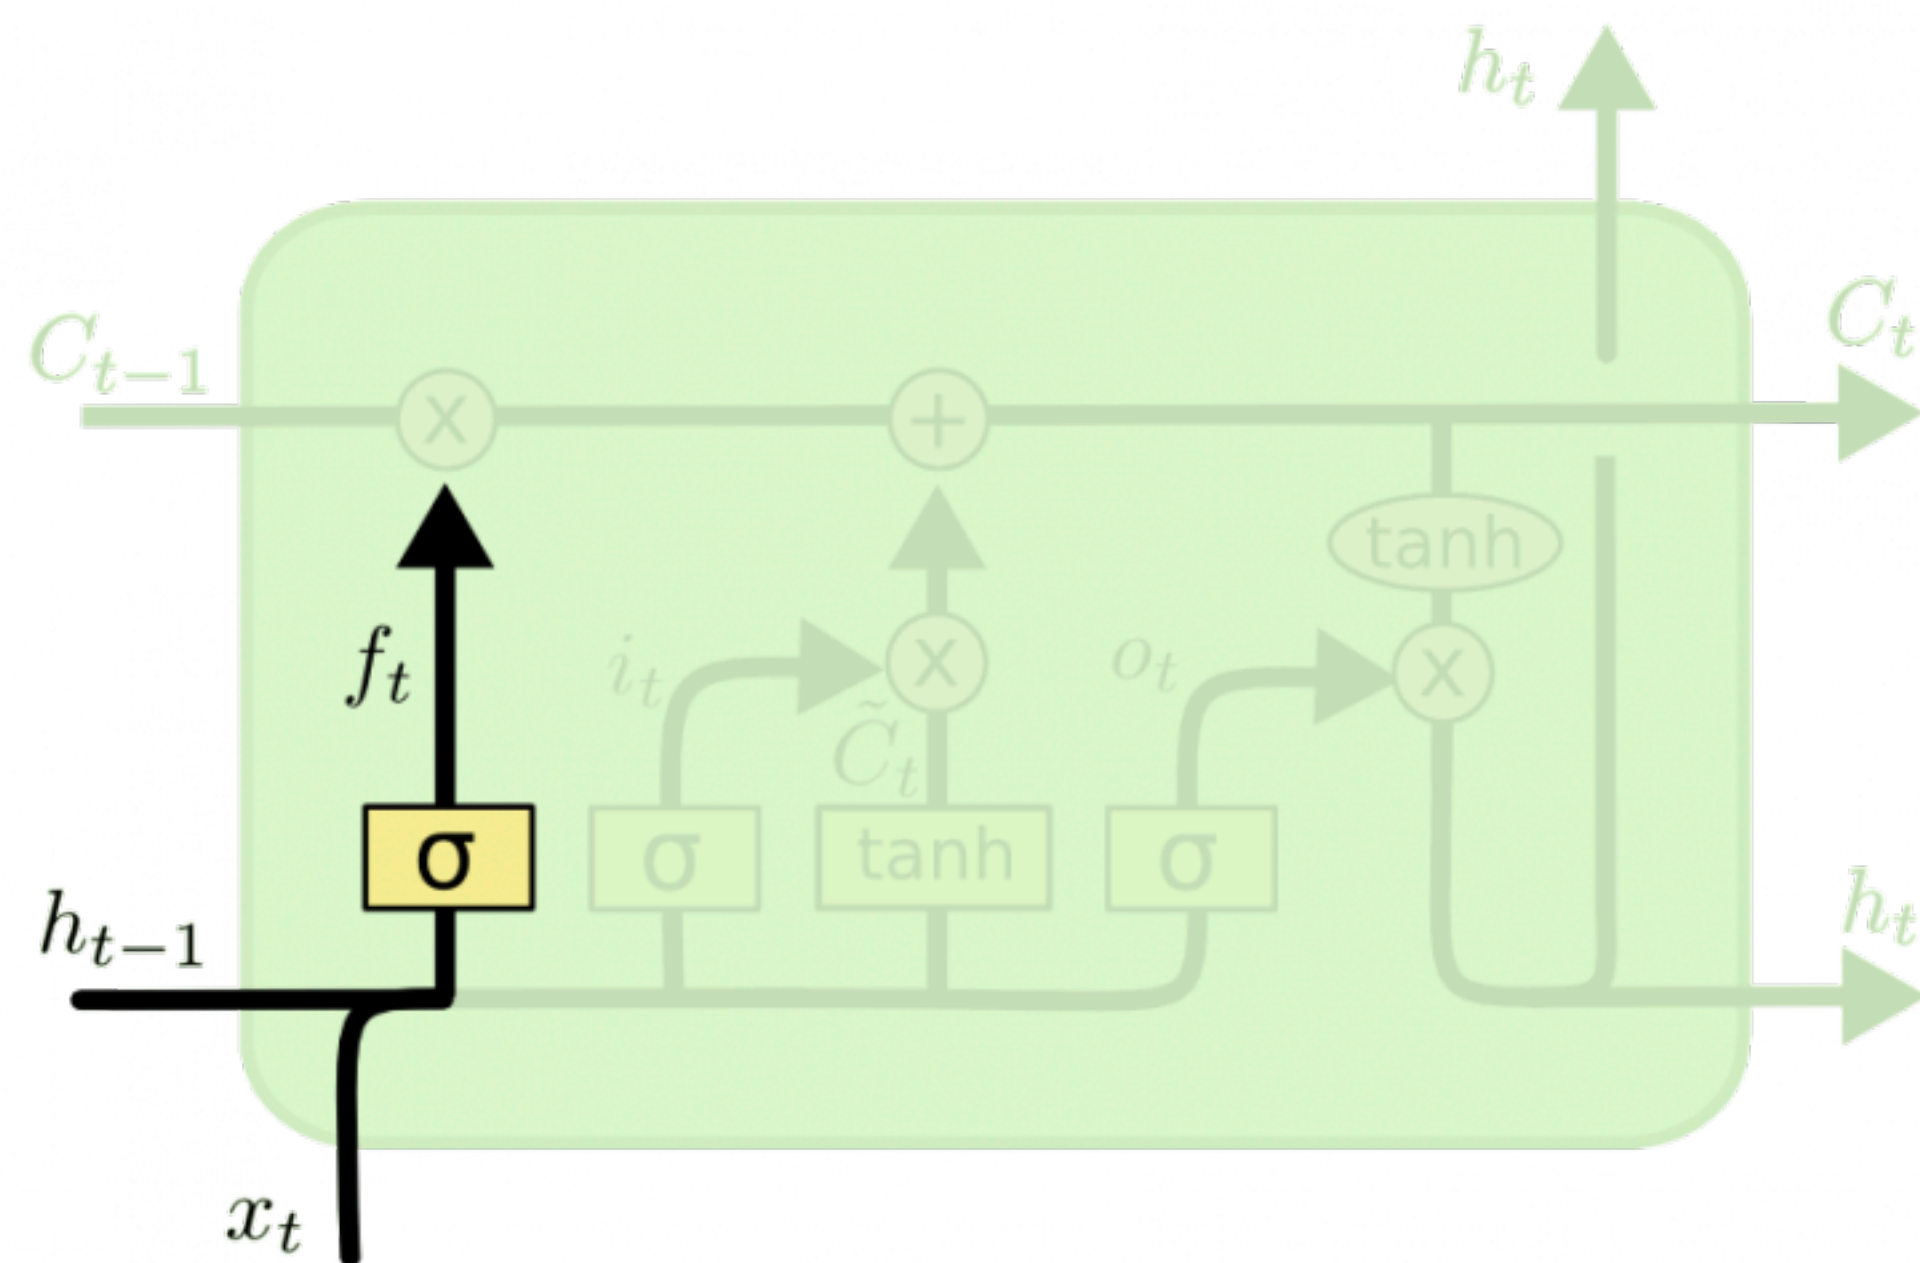 h_t
C_{t-1}
C_t
x
+
tanh
f_t
i_t
x
o_t
x
C̃_t
σ
σ
tanh
σ
h_{t-1}
h_t
x_t